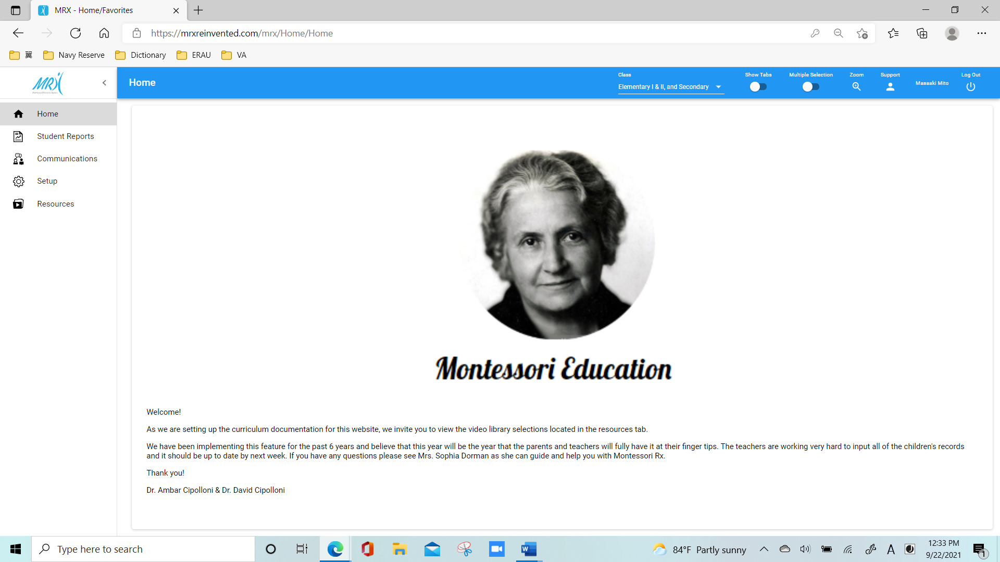 MRX - Home/Favorites
https://mrxreinvented.com/mrx/Home/Home
翼 Navy Reserve Dictionary ERAU VA
MRX
Home
Class
Elementary I & II, and Secondary
Show Tabs
Multiple Selection
Zoom
Support
Masaaki Mito
Log Out
Home
Student Reports
Communications
Setup
Resources
Montessori Education
Welcome!
As we are setting up the curriculum documentation for this website, we invite you to view the video library selections located in the resources tab.
We have been implementing this feature for the past 6 years and believe that this year will be the year that the parents and teachers will fully have it at their finger tips. The teachers are working very hard to input all of the children's records
and it should be up to date by next week. If you have any questions please see Mrs. Sophia Dorman as she can guide and help you with Montessori Rx.
Thank you!
Dr. Ambar Cipolloni & Dr. David Cipolloni
Type here to search
84°F Partly sunny
A
12:33 PM
9/22/2021
1